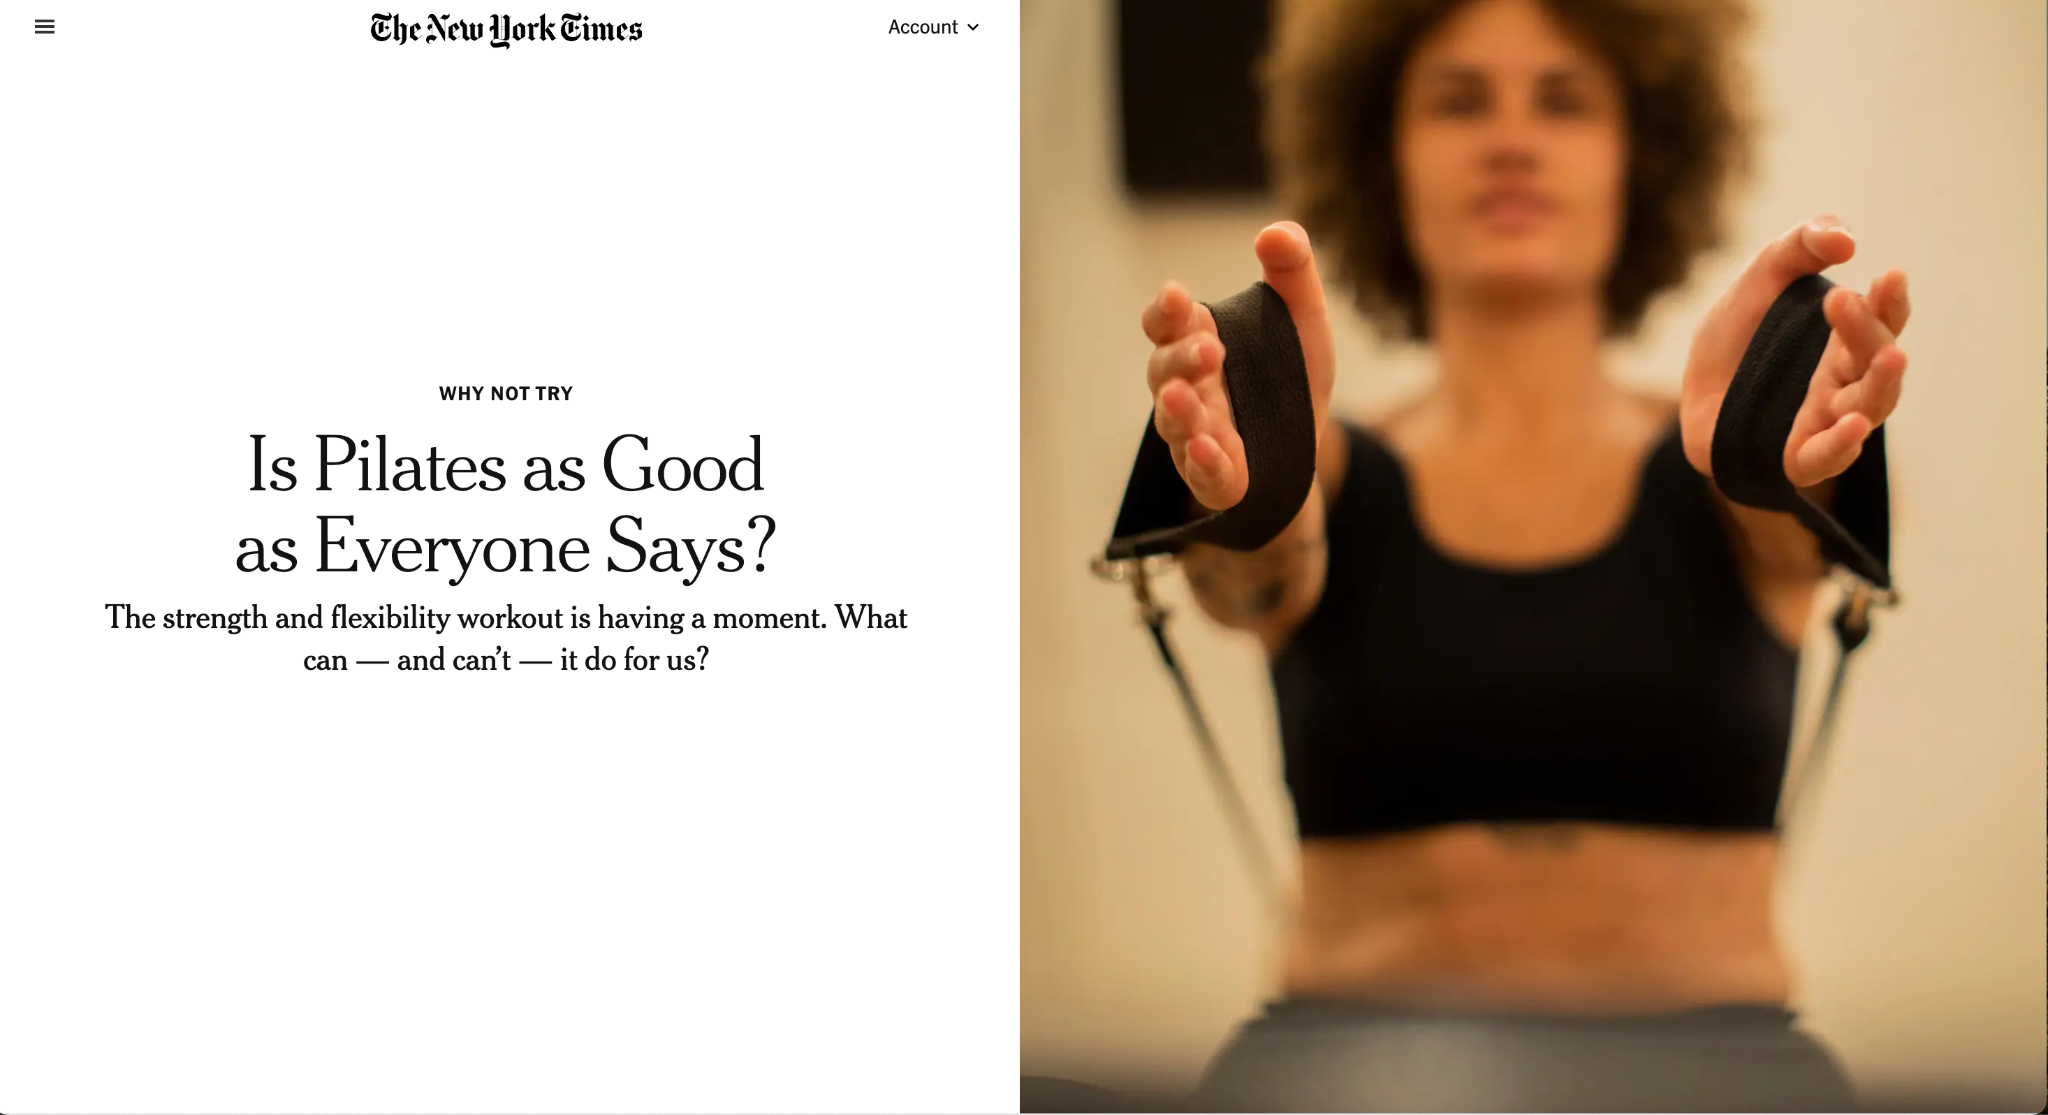 The New York Times
Account
WHY NOT TRY
Is Pilates as Good
as Everyone Says?
The strength and flexibility workout is having a moment. What
can — and can’t — it do for us?